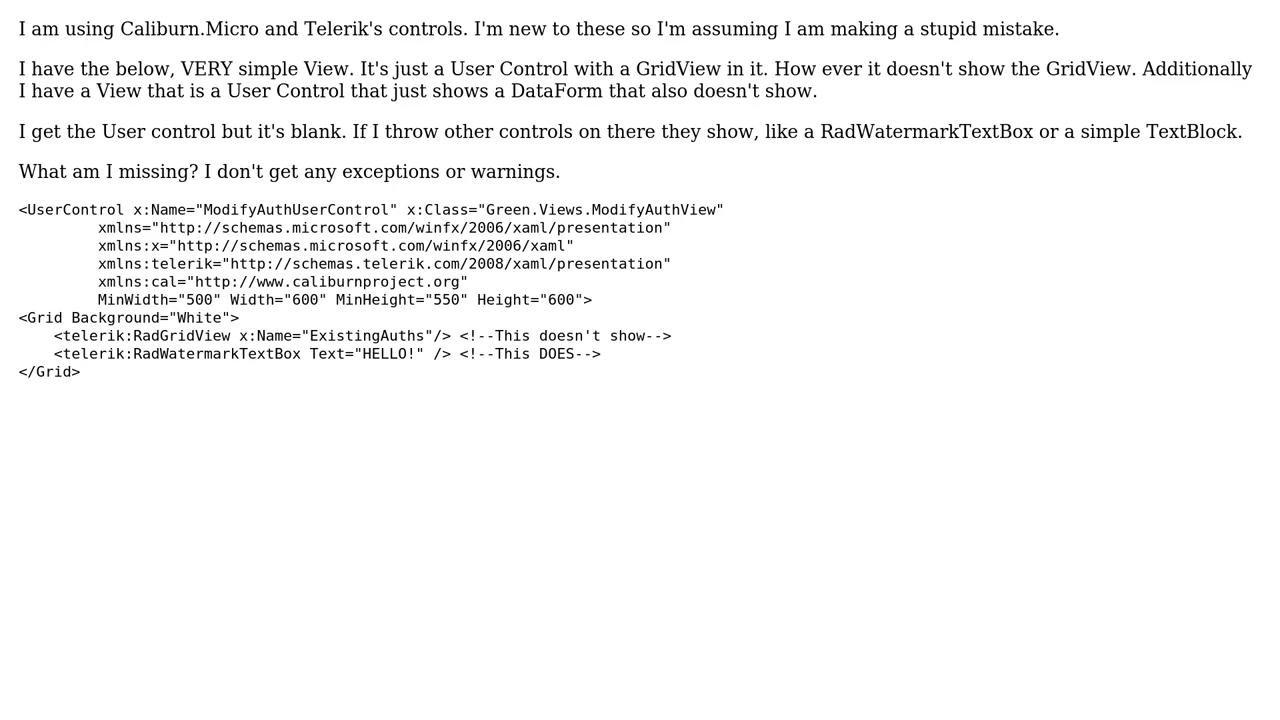 I am using Caliburn.Micro and Telerik's controls. I'm new to these so I'm assuming I am making a stupid mistake.
I have the below, VERY simple View. It's just a User Control with a GridView in it. How ever it doesn't show the GridView. Additionally
I have a View that is a User Control that just shows a DataForm that also doesn't show.
I get the User control but it's blank. If I throw other controls on there they show, like a RadWatermarkTextBox or a simple TextBlock.
What am I missing? I don't get any exceptions or warnings.
<UserControl x:Name="ModifyAuthUserControl" x:Class="Green.Views.ModifyAuthView"
         xmlns="http://schemas.microsoft.com/winfx/2006/xaml/presentation"
         xmlns:x="http://schemas.microsoft.com/winfx/2006/xaml"
         xmlns:telerik="http://schemas.telerik.com/2008/xaml/presentation"
         xmlns:cal="http://www.caliburnproject.org"
         MinWidth="500" Width="600" MinHeight="550" Height="600">
<Grid Background="White">
    <telerik:RadGridView x:Name="ExistingAuths"/> <!--This doesn't show-->
    <telerik:RadWatermarkTextBox Text="HELLO!" /> <!--This DOES-->
</Grid>